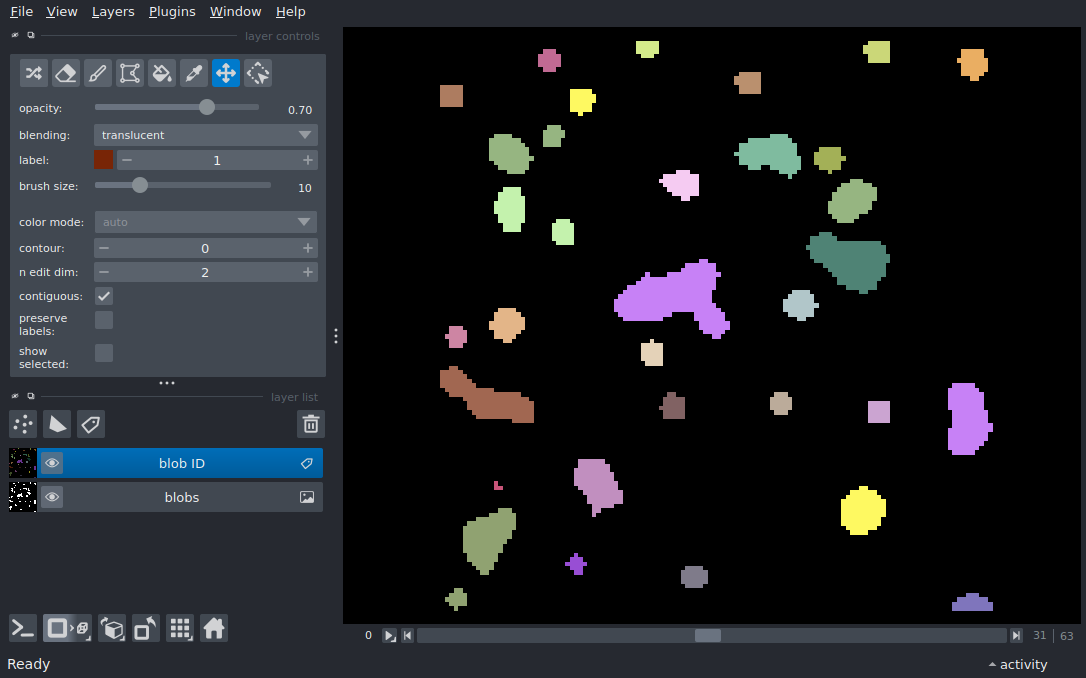 File View Layers Plugins Window Help
layer controls
opacity: 0.70
blending: translucent
label: 1
brush size: 10
color mode: auto
contour: 0
n edit dim: 2
contiguous:
preserve
labels:
show
selected:
layer list
blob ID
blobs
0 31 | 63
Ready activity